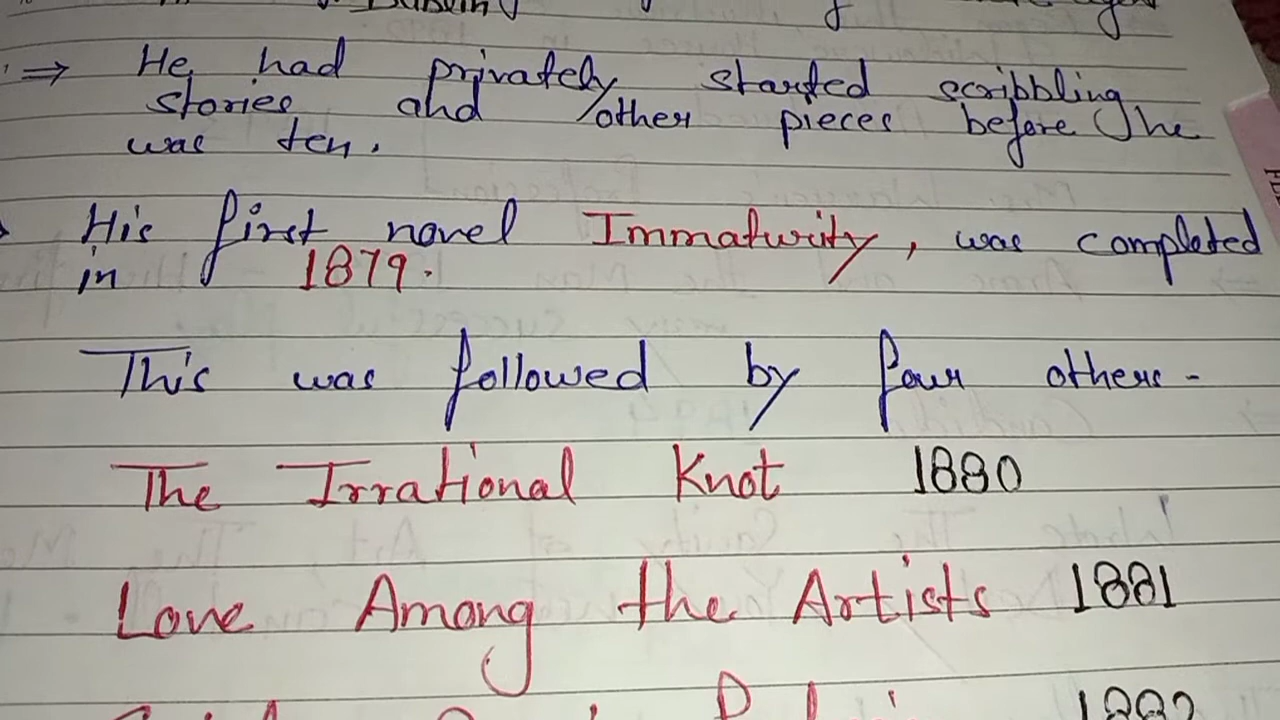 Dublin
⇒ He had privately started scribbling
stories and other pieces before he
was ten.
His first novel Immaturity, was completed
in 1879.
This was followed by four others -
The Irrational Knot 1880
Love Among the Artists 1881